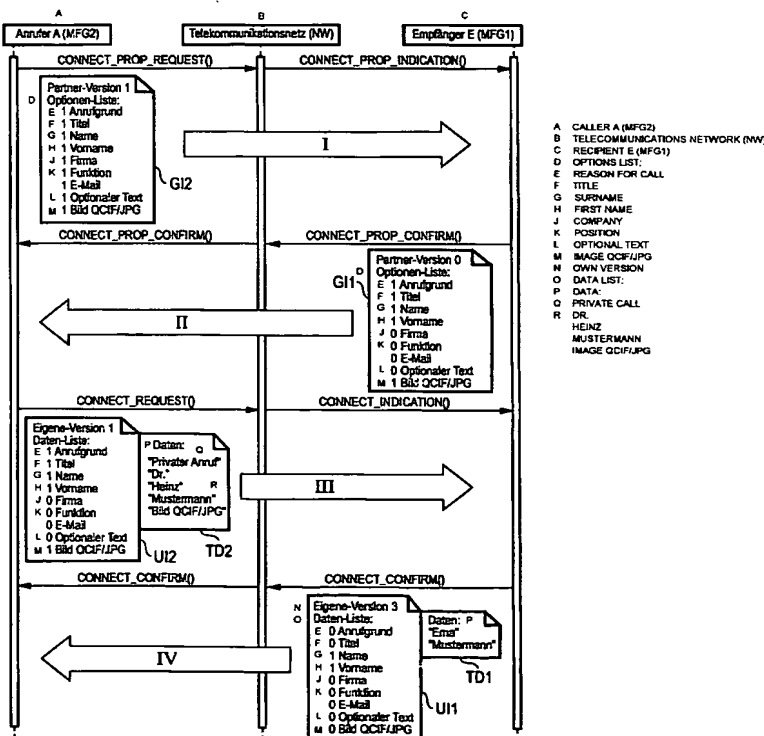 A
B
C
Anrufer A (MFG2)
Telekommunikationsnetz (NW)
Empfänger E (MFG1)
CONNECT_PROP_REQUEST()
CONNECT_PROP_INDICATION()
Partner-Version 1
D Optionen-Liste:
E 1 Anrufgrund
F 1 Titel
G 1 Name
H 1 Vorname
J 1 Firma
K 1 Funktion
1 E-Mail
L 1 Optionaler Text
M 1 Bild QCIF/JPG
GI2
I
CONNECT_PROP_CONFIRM()
CONNECT_PROP_CONFIRM()
Partner-Version 0
D Optionen-Liste:
E 1 Anrufgrund
F 1 Titel
G 1 Name
H 1 Vorname
J 0 Firma
K 0 Funktion
0 E-Mail
L 0 Optionaler Text
M 1 Bild QCIF/JPG
GI1
II
CONNECT_REQUEST()
CONNECT_INDICATION()
Eigene-Version 1
Daten-Liste:
E 1 Anrufgrund
F 1 Titel
G 1 Name
H 1 Vorname
J 0 Firma
K 0 Funktion
0 E-Mail
L 0 Optionaler Text
M 1 Bild QCIF/JPG
UI2
P Daten: Q
"Privater Anruf"
"Dr."
"Heinz" R
"Mustermann"
"Bild QCIF/JPG"
TD2
III
CONNECT_CONFIRM()
CONNECT_CONFIRM()
N Eigene-Version 3
O Daten-Liste:
E 0 Anrufgrund
F 0 Titel
G 1 Name
H 1 Vorname
J 0 Firma
K 0 Funktion
0 E-Mail
L 0 Optionaler Text
M 0 Bild QCIF/JPG
UI1
Daten: P
"Erna"
"Mustermann"
TD1
IV
A CALLER A (MFG2)
B TELECOMMUNICATIONS NETWORK (NW)
C RECIPIENT E (MFG1)
D OPTIONS LIST:
E REASON FOR CALL
F TITLE
G SURNAME
H FIRST NAME
J COMPANY
K POSITION
L OPTIONAL TEXT
M IMAGE QCIF/JPG
N OWN VERSION
O DATA LIST:
P DATA:
Q PRIVATE CALL
R DR.
HEINZ
MUSTERMANN
IMAGE QCIF/JPG